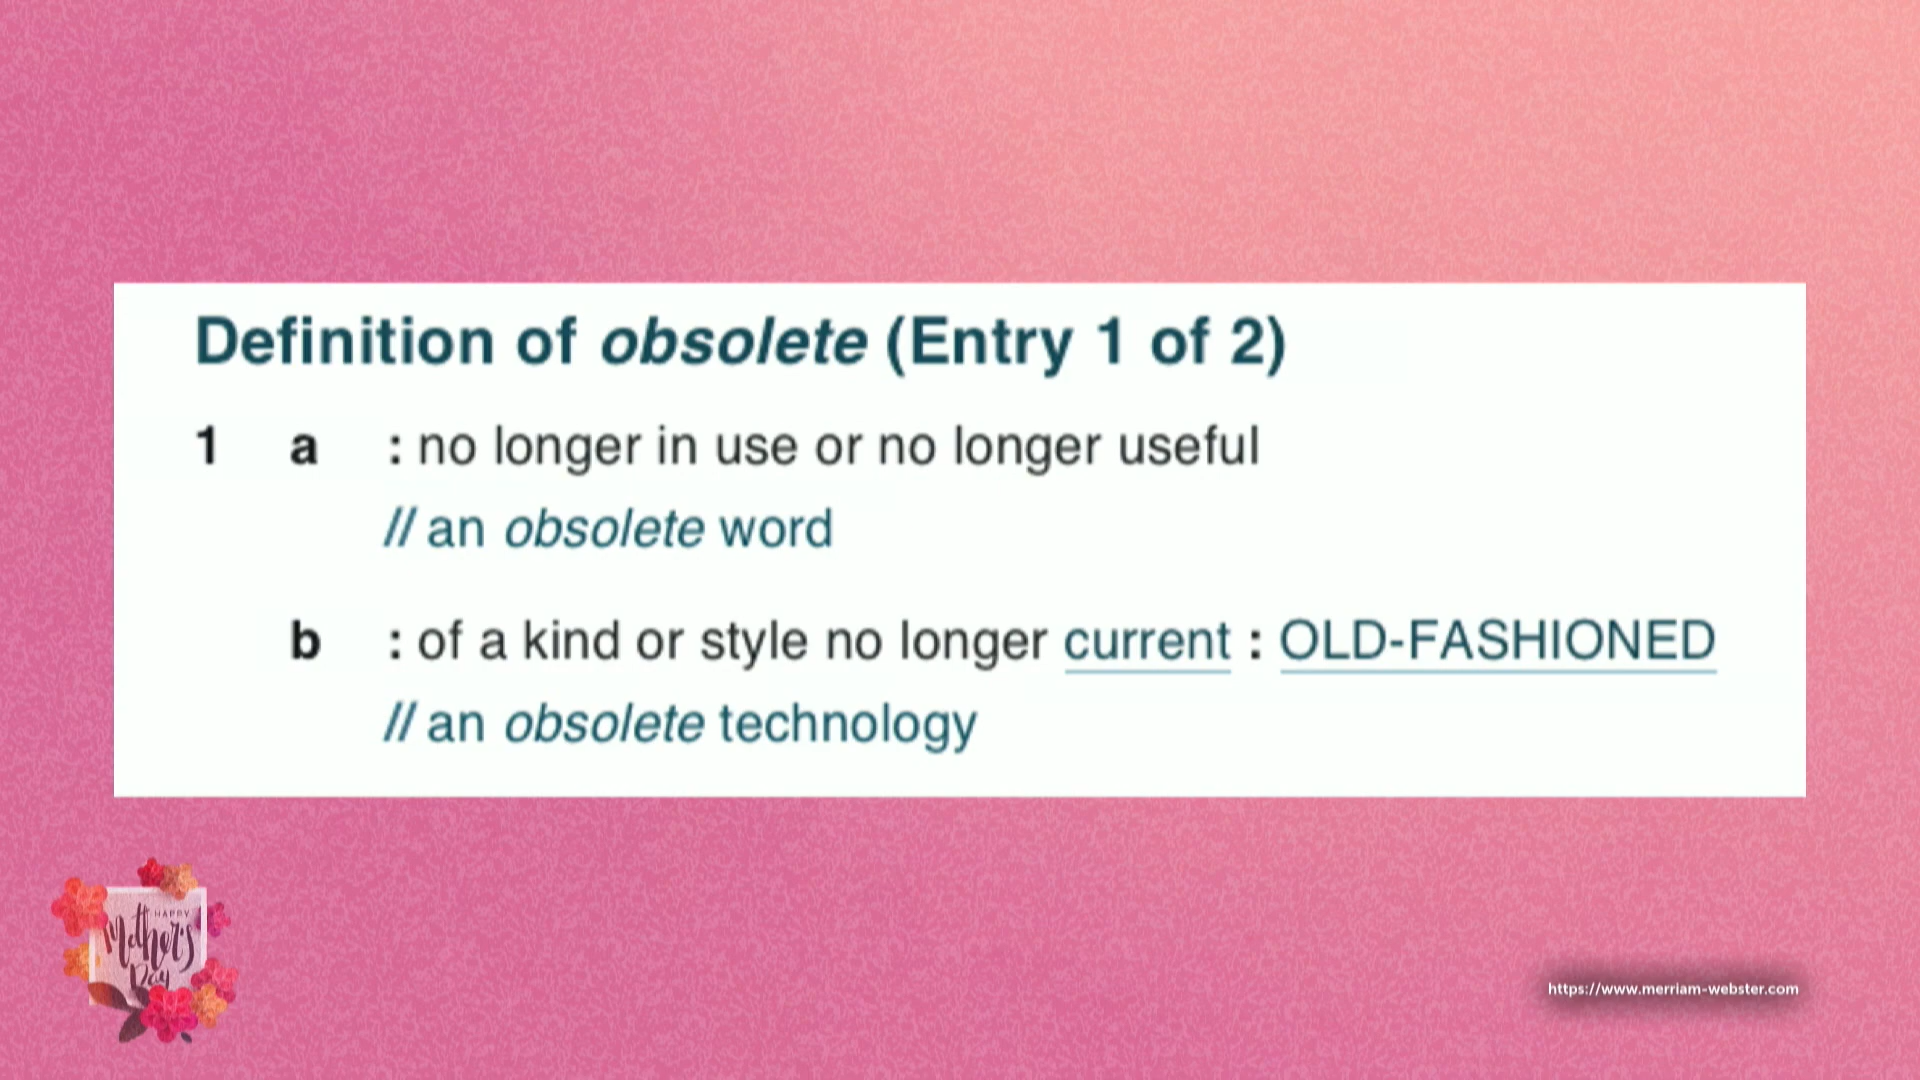 Definition of obsolete (Entry 1 of 2)
1 a : no longer in use or no longer useful
// an obsolete word
b : of a kind or style no longer current : OLD-FASHIONED
// an obsolete technology
HAPPY
Mother's
Day
https://www.merriam-webster.com